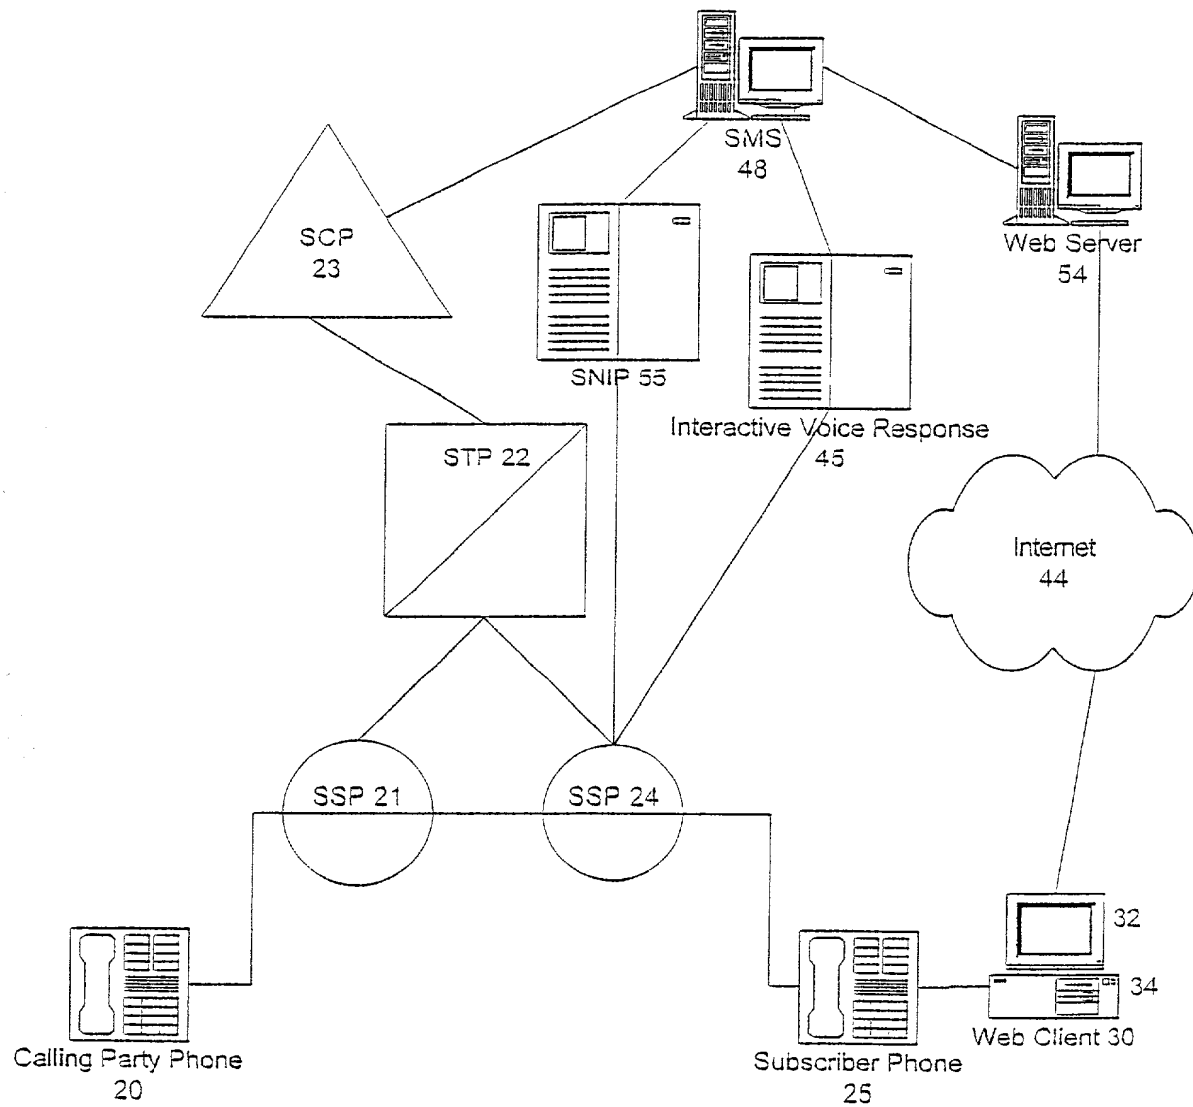 SMS
48
SCP
23
Web Server
54
SNIP 55
Interactive Voice Response
45
STP 22
Internet
44
SSP 21
SSP 24
32
34
Web Client 30
Calling Party Phone
20
Subscriber Phone
25